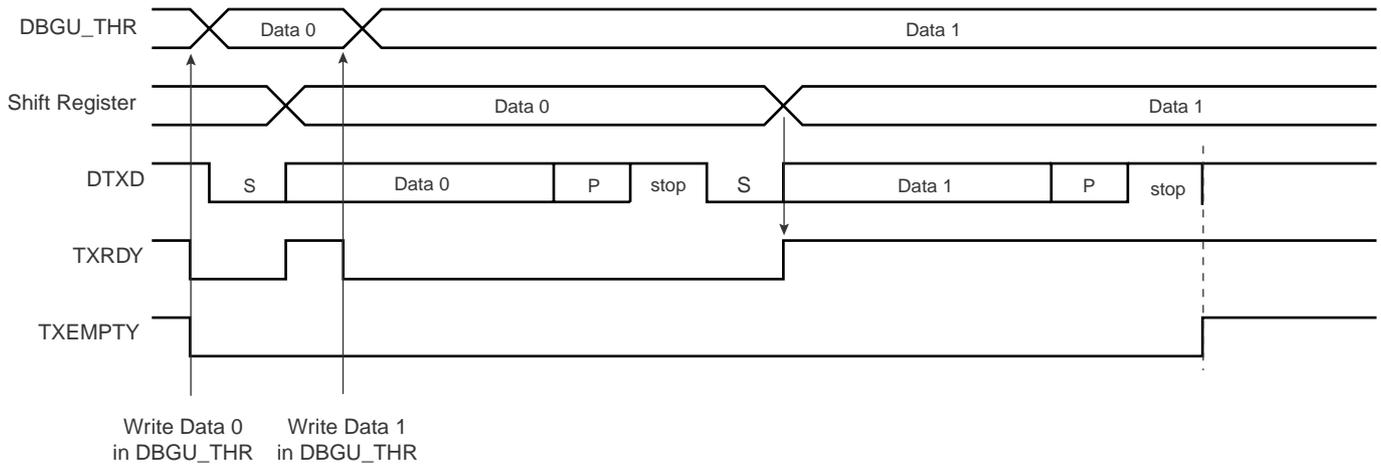 DBGU_THR
Data 0
Data 1
Shift Register
Data 0
Data 1
DTXD
S
Data 0
P
stop
S
Data 1
P
stop
TXRDY
TXEMPTY
Write Data 0
in DBGU_THR
Write Data 1
in DBGU_THR